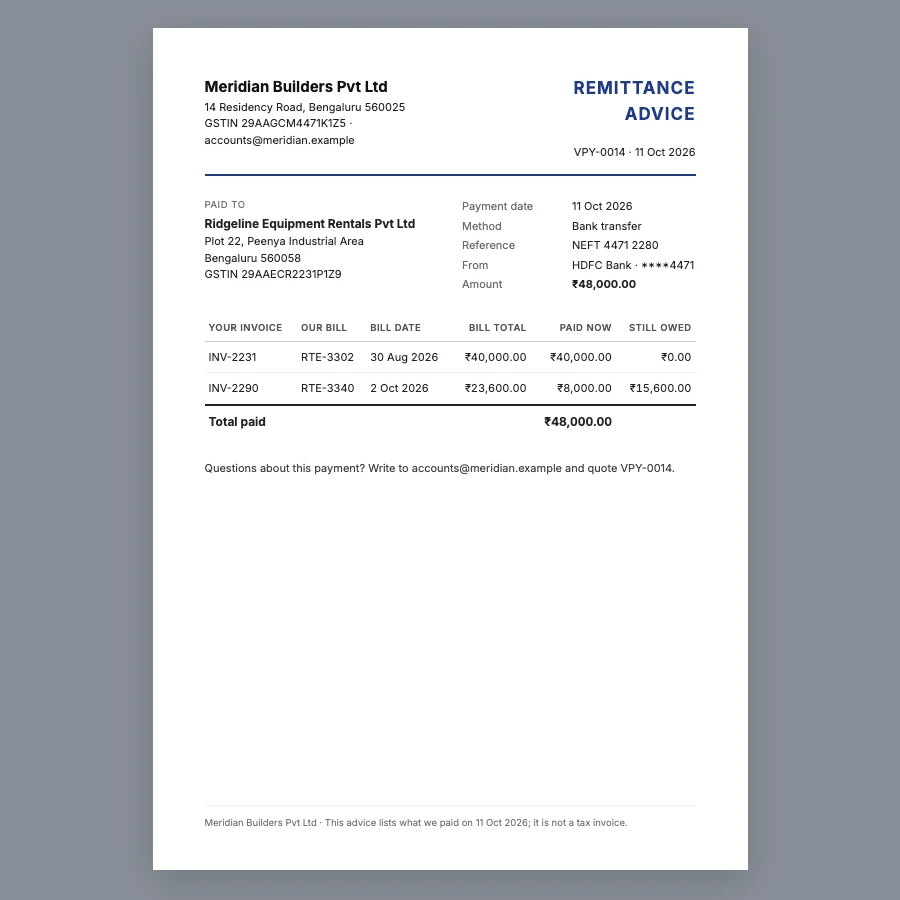 Meridian Builders Pvt Ltd
14 Residency Road, Bengaluru 560025
GSTIN 29AAGCM4471K1Z5 ·
accounts@meridian.example
REMITTANCE
ADVICE
VPY-0014 · 11 Oct 2026
PAID TO
Ridgeline Equipment Rentals Pvt Ltd
Plot 22, Peenya Industrial Area
Bengaluru 560058
GSTIN 29AAECR2231P1Z9
Payment date 11 Oct 2026
Method Bank transfer
Reference NEFT 4471 2280
From HDFC Bank · ****4471
Amount ₹48,000.00
YOUR INVOICE OUR BILL BILL DATE BILL TOTAL PAID NOW STILL OWED
INV-2231 RTE-3302 30 Aug 2026 ₹40,000.00 ₹40,000.00 ₹0.00
INV-2290 RTE-3340 2 Oct 2026 ₹23,600.00 ₹8,000.00 ₹15,600.00
Total paid ₹48,000.00
Questions about this payment? Write to accounts@meridian.example and quote VPY-0014.
Meridian Builders Pvt Ltd · This advice lists what we paid on 11 Oct 2026; it is not a tax invoice.